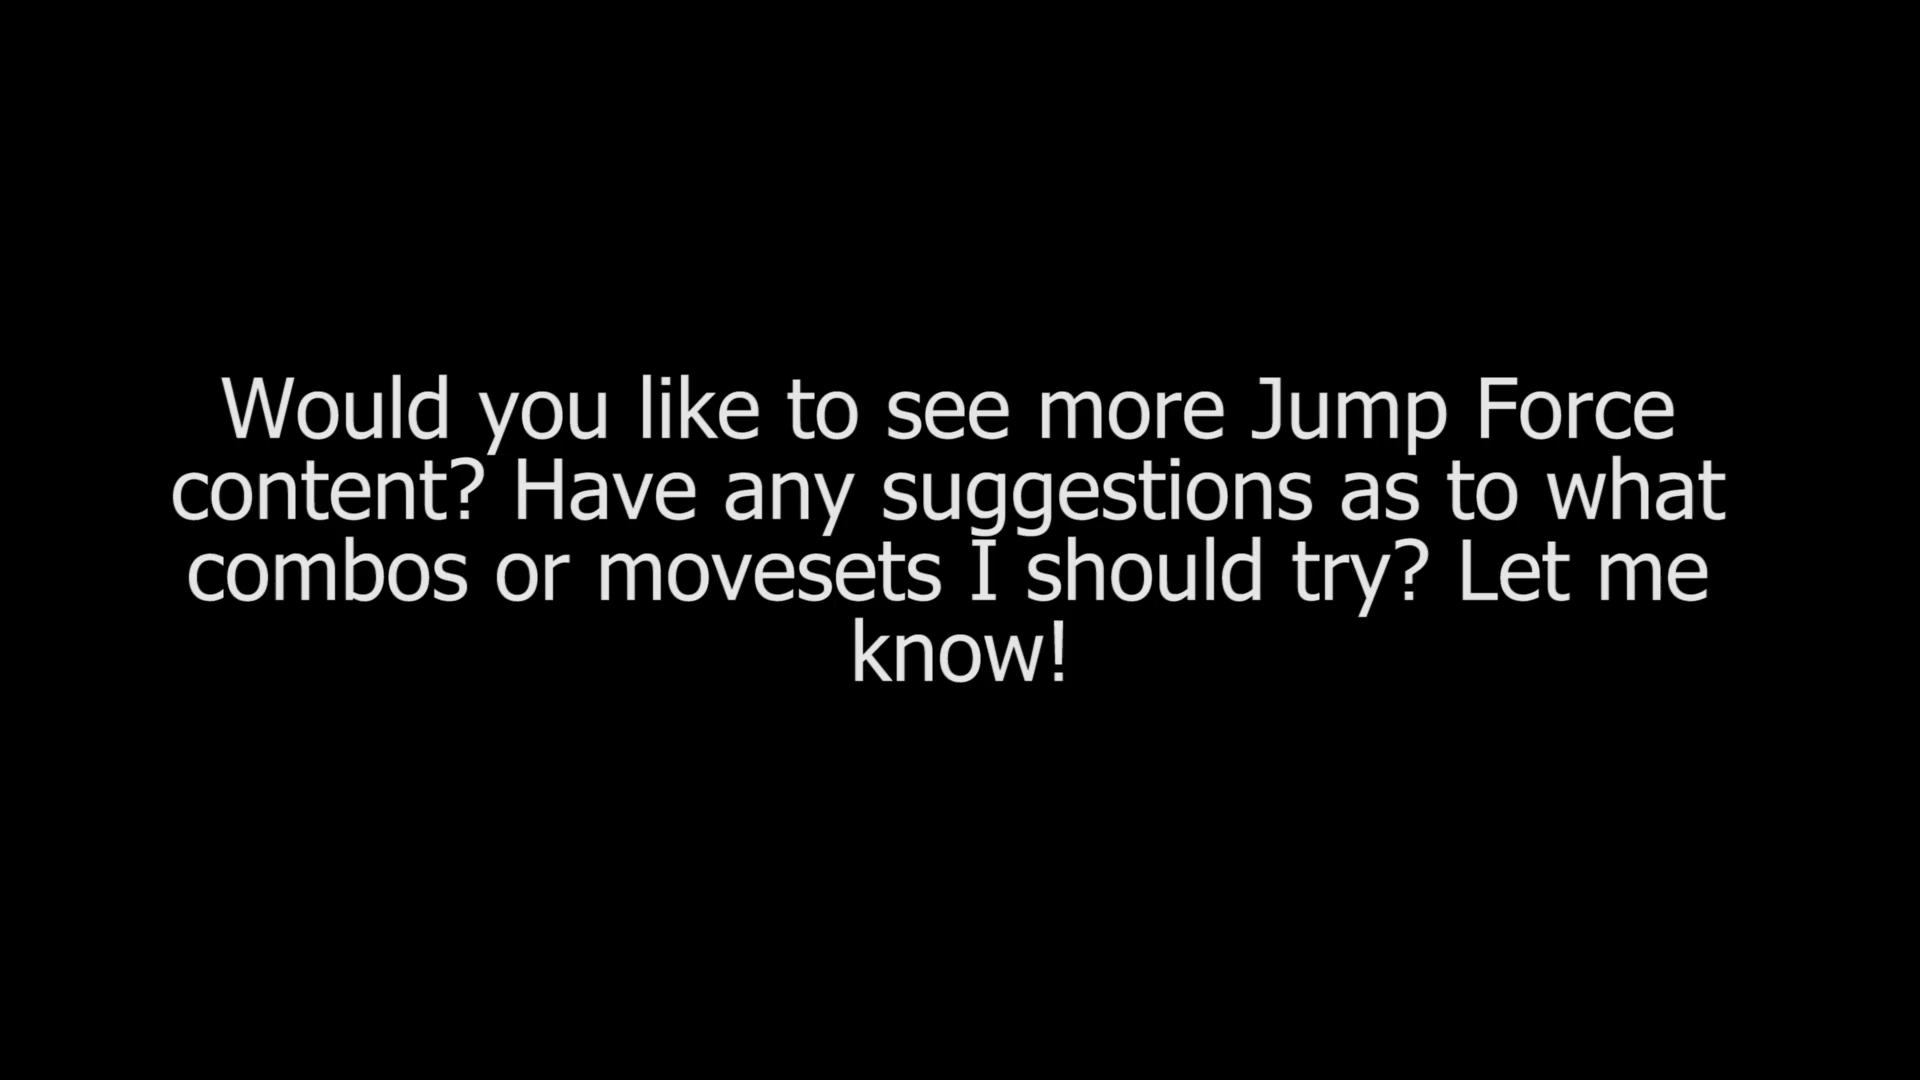 Would you like to see more Jump Force
content? Have any suggestions as to what
combos or movesets I should try? Let me
know!